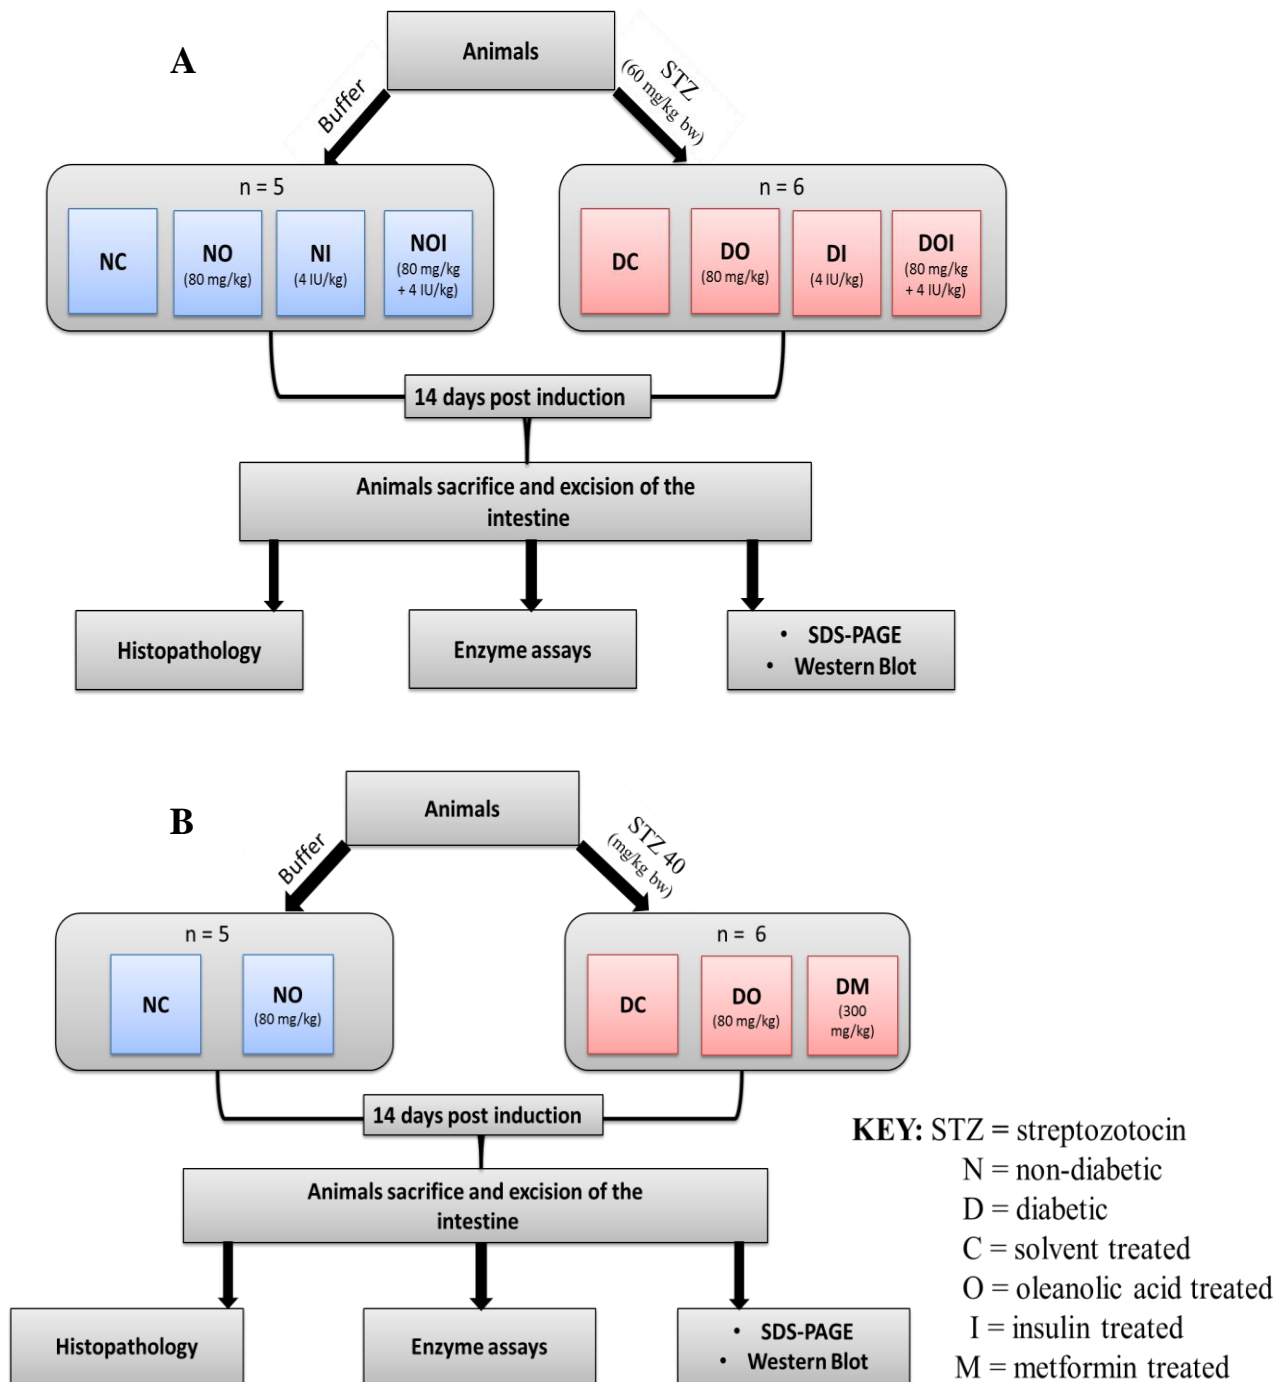 A
Animals
Buffer
STZ
(60 mg/kg bw)
n = 5
NC
NO
(80 mg/kg)
NI
(4 IU/kg)
NOI
(80 mg/kg
+ 4 IU/kg)
n = 6
DC
DO
(80 mg/kg)
DI
(4 IU/kg)
DOI
(80 mg/kg
+ 4 IU/kg)
14 days post induction
Animals sacrifice and excision of the
intestine
Histopathology
Enzyme assays
• SDS-PAGE
• Western Blot
B
Animals
Buffer
STZ 40
(mg/kg bw)
n = 5
NC
NO
(80 mg/kg)
n = 6
DC
DO
(80 mg/kg)
DM
(300
mg/kg)
14 days post induction
Animals sacrifice and excision of the
intestine
Histopathology
Enzyme assays
• SDS-PAGE
• Western Blot
KEY: STZ = streptozotocin
N = non-diabetic
D = diabetic
C = solvent treated
O = oleanolic acid treated
I = insulin treated
M = metformin treated